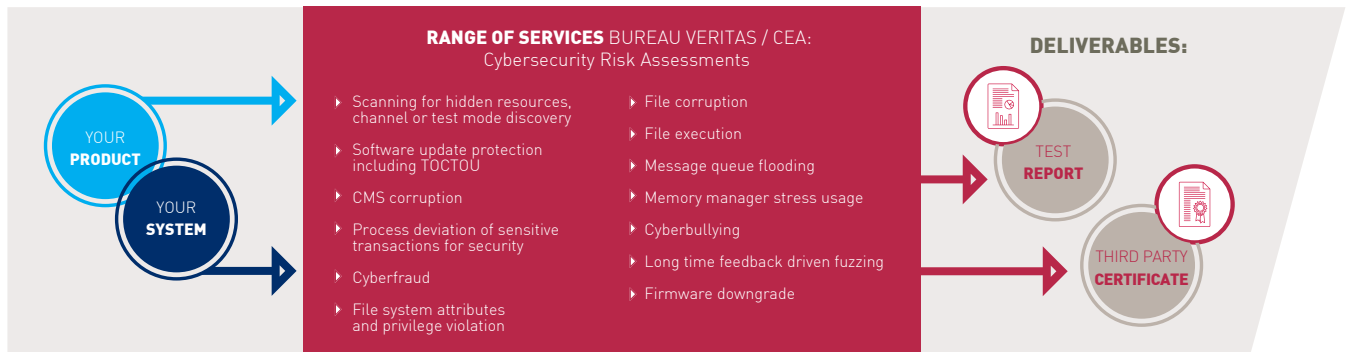 YOUR
PRODUCT
YOUR
SYSTEM
RANGE OF SERVICES BUREAU VERITAS / CEA:
Cybersecurity Risk Assessments
Scanning for hidden resources,
channel or test mode discovery
Software update protection
including TOCTOU
CMS corruption
Process deviation of sensitive
transactions for security
Cyberfraud
File system attributes
and privilege violation
File corruption
File execution
Message queue flooding
Memory manager stress usage
Cyberbullying
Long time feedback driven fuzzing
Firmware downgrade
DELIVERABLES:
TEST
REPORT
THIRD PARTY
CERTIFICATE